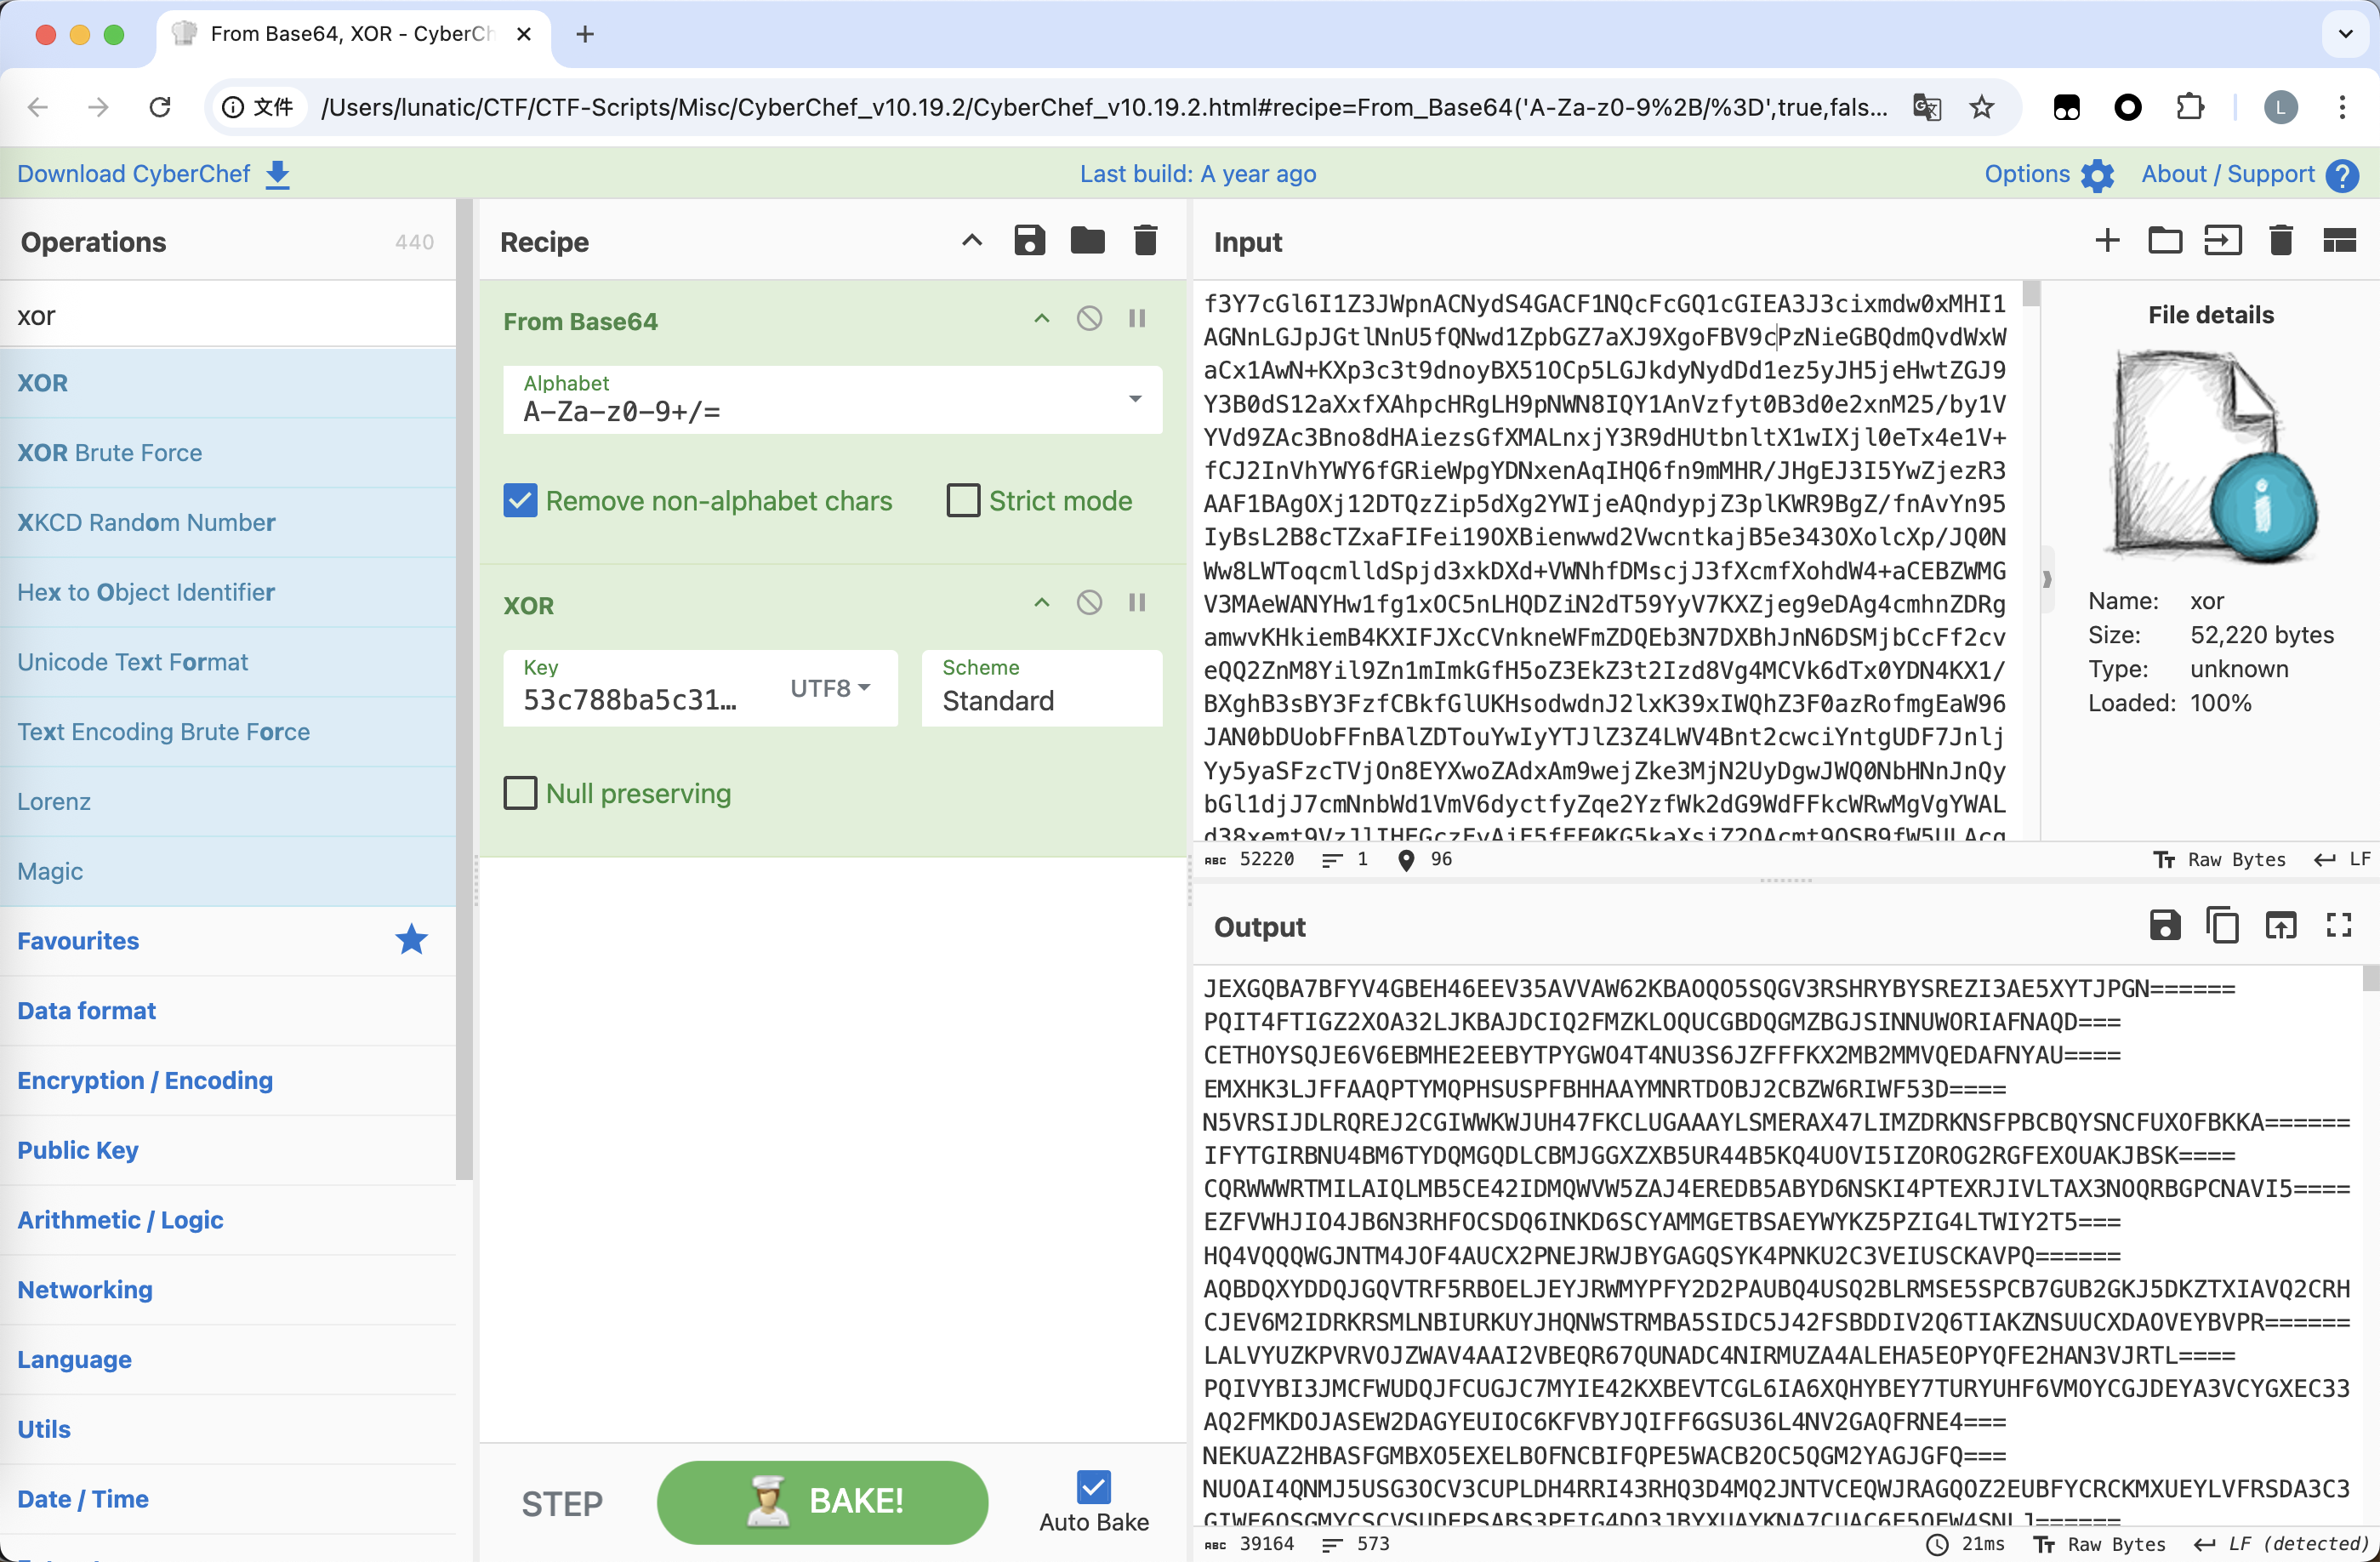 From Base64, XOR - CyberCh
文件
/Users/lunatic/CTF/CTF-Scripts/Misc/CyberChef_v10.19.2/CyberChef_v10.19.2.html#recipe=From_Base64('A-Za-z0-9%2B/%3D',true,fals...
L
Download CyberChef
Last build: A year ago
Options
About / Support
Operations
440
xor
XOR
XOR Brute Force
XKCD Random Number
Hex to Object Identifier
Unicode Text Format
Text Encoding Brute Force
Lorenz
Magic
Favourites
Data format
Encryption / Encoding
Public Key
Arithmetic / Logic
Networking
Language
Utils
Date / Time
Recipe
From Base64
Alphabet
A-Za-z0-9+/=
Remove non-alphabet chars
Strict mode
XOR
Key
53c788ba5c31...
UTF8
Scheme
Standard
Null preserving
STEP
BAKE!
Auto Bake
Input
f3Y7cGl6I1Z3JWpnACNydS4GACF1NQcFcGQ1cGIEA3J3cixmdw0xMHI1
AGNnLGJpJGtlNnU5fQNwd1ZpbGZ7aXJ9XgoFBV9cPzNieGBQdmQvdWxW
aCx1AwN+KXp3c3t9dnoyBX51OCp5LGJkdyNydDd1ez5yJH5jeHwtZGJ9
Y3B0dS12aXxfXAhpcHRgLH9pNWN8IQY1AnVzfyt0B3d0e2xnM25/by1V
YVd9ZAc3Bno8dHAiezsGfXMALnxjY3R9dHUtbnltX1wIXjl0eTx4e1V+
fCJ2InVhYWY6fGRieWpgYDNxenAqIHQ6fn9mMHR/JHgEJ3I5YwZjezR3
AAF1BAgOXj12DTQzZip5dXg2YWIjeAQndypjZ3plKWR9BgZ/fnAvYn95
IyBsL2B8cTZxaFIFei19OXBienwwd2VwcntkajB5e343OXolcXp/JQ0N
Ww8LWToqcmlldSpjd3xkDXd+VWNhfDMscjJ3fXcmfXohdW4+aCEBZWMG
V3MAeWANYHw1fg1xOC5nLHQDZiN2dT59YyV7KXZjeg9eDAg4cmhnZDRg
amwvKHkiemB4KXIFJXcCVnkneWFmZDQEb3N7DXBhJnN6DSMjbCcFf2cv
eQQ2ZnM8Yil9Zn1mImkGfH5oZ3EkZ3t2Izd8Vg4MCVk6dTx0YDN4KX1/
BXghB3sBY3FzfCBkfGlUKHsodwdnJ2lxK39xIWQhZ3F0azRofmgEaW96
JAN0bDUobFFnBAlZDTouYwIyYTJlZ3Z4LWV4Bnt2cwciYntgUDF7Jnlj
Yy5yaSFzcTVjOn8EYXwoZAdxAm9wejZke3MjN2UyDgwJWQ0NbHNnJnQy
bGl1djJ7cmNnbWd1VmV6dyctfyZqe2YzfWk2dG9WdFFkcWRwMgVgYWAL
52220
1
96
Raw Bytes
LF
File details
Name: xor
Size: 52,220 bytes
Type: unknown
Loaded: 100%
Output
JEXGQBA7BFYV4GBEH46EEV35AVVAW62KBAOQO5SQGV3RSHRYBYSREZI3AE5XYTJPGN======
PQIT4FTIGZ2XOA32LJKBAJDCIQ2FMZKLOQUCGBDQGMZBGJSINNUWORIAFNAQD===
CETHOYSQJE6V6EBMHE2EEBYTPYGWO4T4NU3S6JZFFFKX2MB2MMVQEDAFNYAU====
EMXHK3LJFFAAQPTYMQPHSUSPFBHHAAYMNRTDOBJ2CBZW6RIWF53D====
N5VRSIJDLRQREJ2CGIWWKWJUH47FKCLUGAAAYLSMERAX47LIMZDRKNSFPBCBQYSNCFUXOFBKKA======
IFYTGIRBNU4BM6TYDQMGQDLCBMJGGXZXB5UR44B5KQ4UOVI5IZOROG2RGFEXOUAKJBSK====
CQRWWWRTMILAIQLMB5CE42IDMQWVW5ZAJ4EREDB5ABYD6NSKI4PTEXRJIVLTAX3NOQRBGPCNAVI5====
EZFVWHJIO4JB6N3RHFOCSDQ6INKD6SCYAMMGETBSAEYWYKZ5PZIG4LTWIY2T5===
HQ4VQQQWGJNTM4JOF4AUCX2PNEJRWJBYGAGQSYK4PNKU2C3VEIUSCKAVPQ======
AQBDQXYDDQJGQVTRF5RBOELJEYJRWMYPFY2D2PAUBQ4USQ2BLRMSE5SPCB7GUB2GKJ5DKZTXIAVQ2CRH
CJEV6M2IDRKRSMLNBIURKUYJHQNWSTRMBA5SIDC5J42FSBDDIV2Q6TIAKZNSUUCXDAOVEYBVPR======
LALVYUZKPVRVOJZWAV4AAI2VBEQR67QUNADC4NIRMUZA4ALEHA5EOPYQFE2HAN3VJRTL====
PQIVYBI3JMCFWUDQJFCUGJC7MYIE42KXBEVTCGL6IA6XQHYBEY7TURYUHF6VMOYCGJDEYA3VCYGXEC33
AQ2FMKDOJASEW2DAGYEUIOC6KFVBYJQIFF6GSU36L4NV2GAQFRNE4===
NEKUAZ2HBASFGMBXO5EXELBOFNCBIFQPE5WACB2OC5QGM2YAGJGFQ===
NUOAI4QNMJ5USG3OCV3CUPLDH4RRI43RHQ3D4MQ2JNTVCEQWJRAGQOZ2EUBFYCRCKMXUEYLVFRSDA3C3
39164
573
21ms
Raw Bytes
LF (detected)